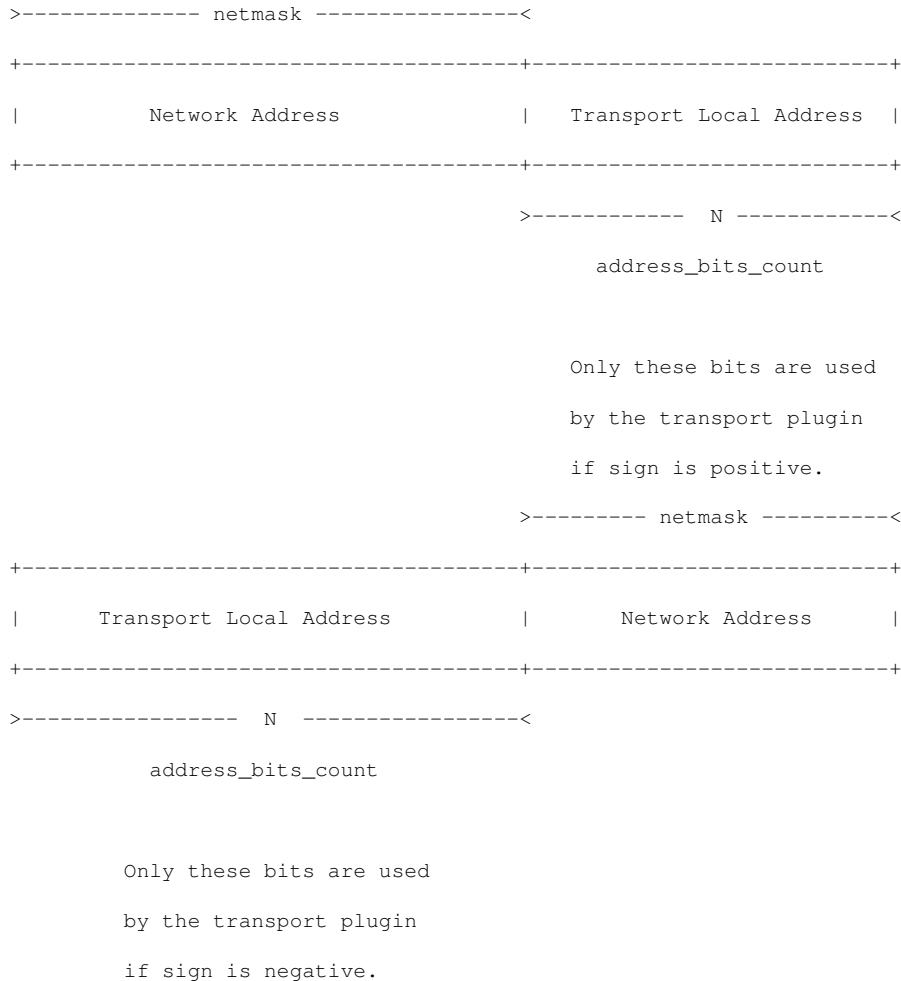 >-------------- netmask ----------------<
+---------------------------------------+----------------------------+
|          Network Address              |   Transport Local Address  |
+---------------------------------------+----------------------------+
                                        >------------  N ------------<
                                              address_bits_count
                                            Only these bits are used
                                            by the transport plugin
                                            if sign is positive.
                                        >--------- netmask ----------<
+---------------------------------------+----------------------------+
|      Transport Local Address          |       Network Address      |
+---------------------------------------+----------------------------+
>-----------------  N  -----------------<
           address_bits_count
         Only these bits are used
         by the transport plugin
         if sign is negative.